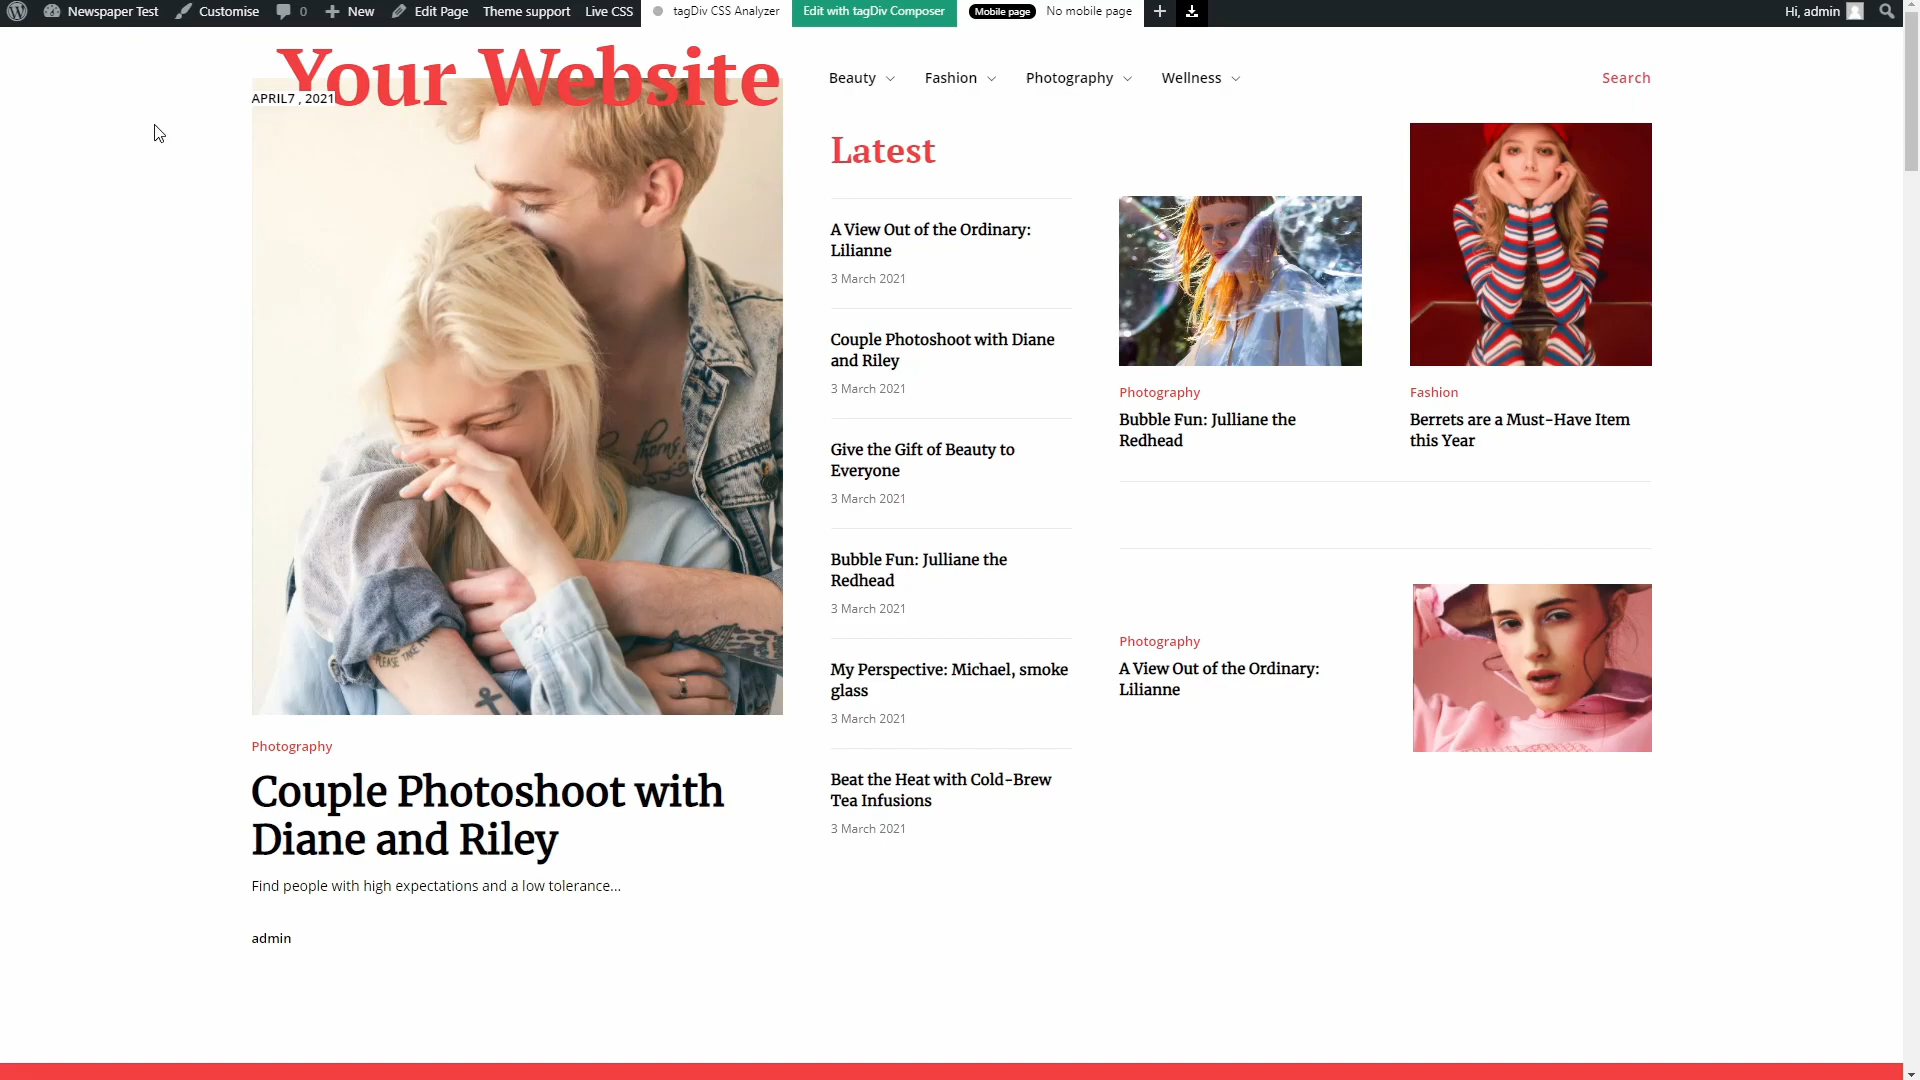 Newspaper Test Customise 0 New Edit Page Theme support Live CSS tagDiv CSS Analyzer Edit with tagDiv Composer Mobile page No mobile page Hi, admin
Your Website
APRIL7 , 2021
Beauty Fashion Photography Wellness Search
PLEASE TAKE
Photography
Couple Photoshoot with
Diane and Riley
Find people with high expectations and a low tolerance...
admin
Latest
A View Out of the Ordinary:
Lilianne
3 March 2021
Couple Photoshoot with Diane
and Riley
3 March 2021
Give the Gift of Beauty to
Everyone
3 March 2021
Bubble Fun: Julliane the
Redhead
3 March 2021
My Perspective: Michael, smoke
glass
3 March 2021
Beat the Heat with Cold-Brew
Tea Infusions
3 March 2021
Photography
Bubble Fun: Julliane the
Redhead
Fashion
Berrets are a Must-Have Item
this Year
Photography
A View Out of the Ordinary:
Lilianne